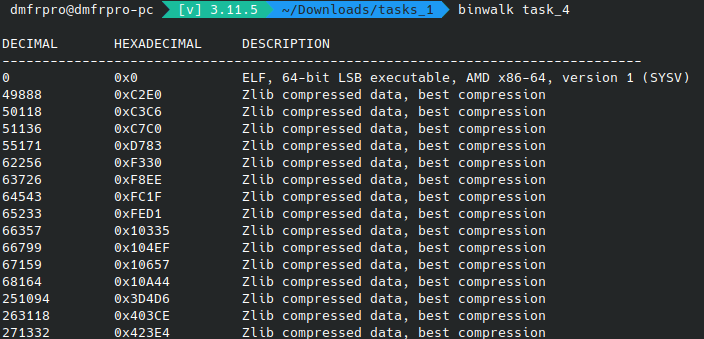 dmfrpro@dmfrpro-pc [v] 3.11.5 ~/Downloads/tasks_1 binwalk task_4
DECIMAL HEXADECIMAL DESCRIPTION
--------------------------------------------------------------------------------
0 0x0 ELF, 64-bit LSB executable, AMD x86-64, version 1 (SYSV)
49888 0xC2E0 Zlib compressed data, best compression
50118 0xC3C6 Zlib compressed data, best compression
51136 0xC7C0 Zlib compressed data, best compression
55171 0xD783 Zlib compressed data, best compression
62256 0xF330 Zlib compressed data, best compression
63726 0xF8EE Zlib compressed data, best compression
64543 0xFC1F Zlib compressed data, best compression
65233 0xFED1 Zlib compressed data, best compression
66357 0x10335 Zlib compressed data, best compression
66799 0x104EF Zlib compressed data, best compression
67159 0x10657 Zlib compressed data, best compression
68164 0x10A44 Zlib compressed data, best compression
251094 0x3D4D6 Zlib compressed data, best compression
263118 0x403CE Zlib compressed data, best compression
271332 0x423E4 Zlib compressed data, best compression